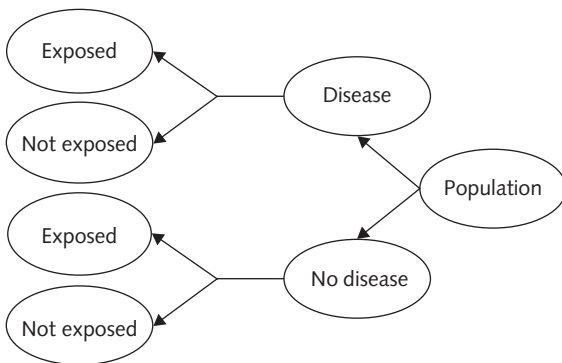 Exposed
Disease
Not exposed
Population
Exposed
No disease
Not exposed